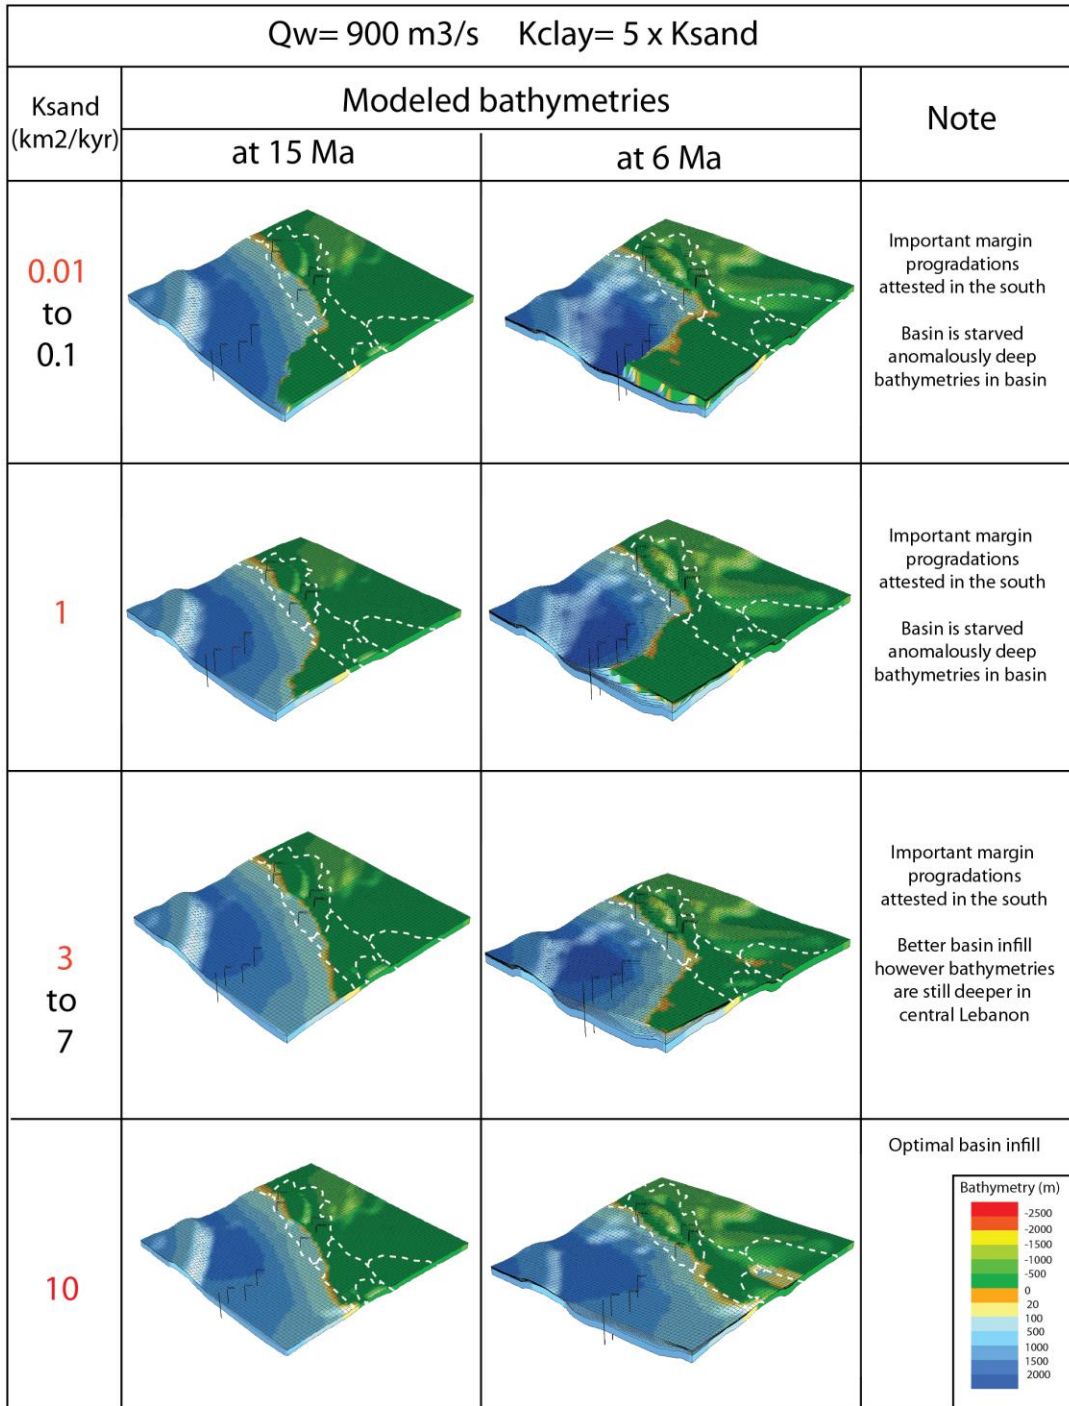 Qw= 900 m3/s Kclay= 5 x Ksand
Ksand
(km2/kyr)
Modeled bathymetries
Note
at 15 Ma
at 6 Ma
0.01
to
0.1
Important margin
progradations
attested in the south
Basin is starved
anomalously deep
bathymetries in basin
1
Important margin
progradations
attested in the south
Basin is starved
anomalously deep
bathymetries in basin
3
to
7
Important margin
progradations
attested in the south
Better basin infill
however bathymetries
are still deeper in
central Lebanon
10
Optimal basin infill
Bathymetry (m)
-2500
-2000
-1500
-1000
-500
0
20
100
500
1000
1500
2000